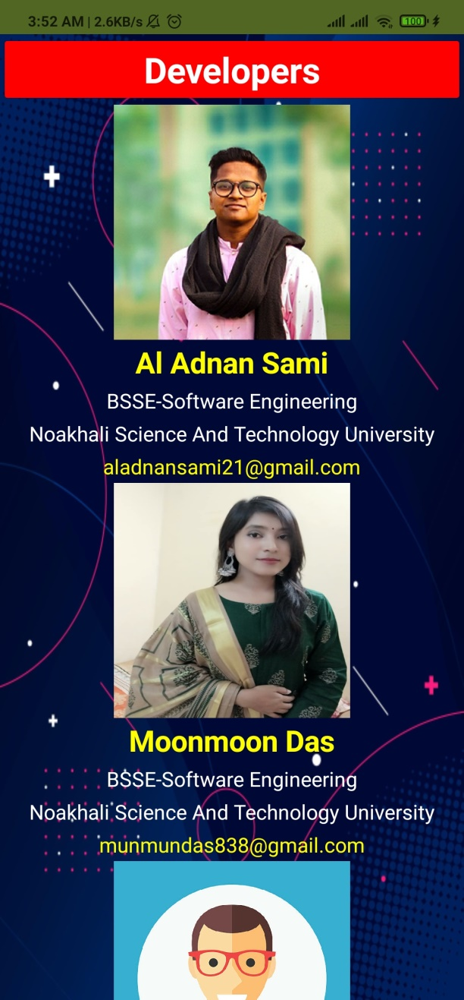 3:52 AM | 2.6KB/s 100
Developers
Al Adnan Sami
BSSE-Software Engineering
Noakhali Science And Technology University
aladnansami21@gmail.com
Moonmoon Das
BSSE-Software Engineering
Noakhali Science And Technology University
munmundas838@gmail.com